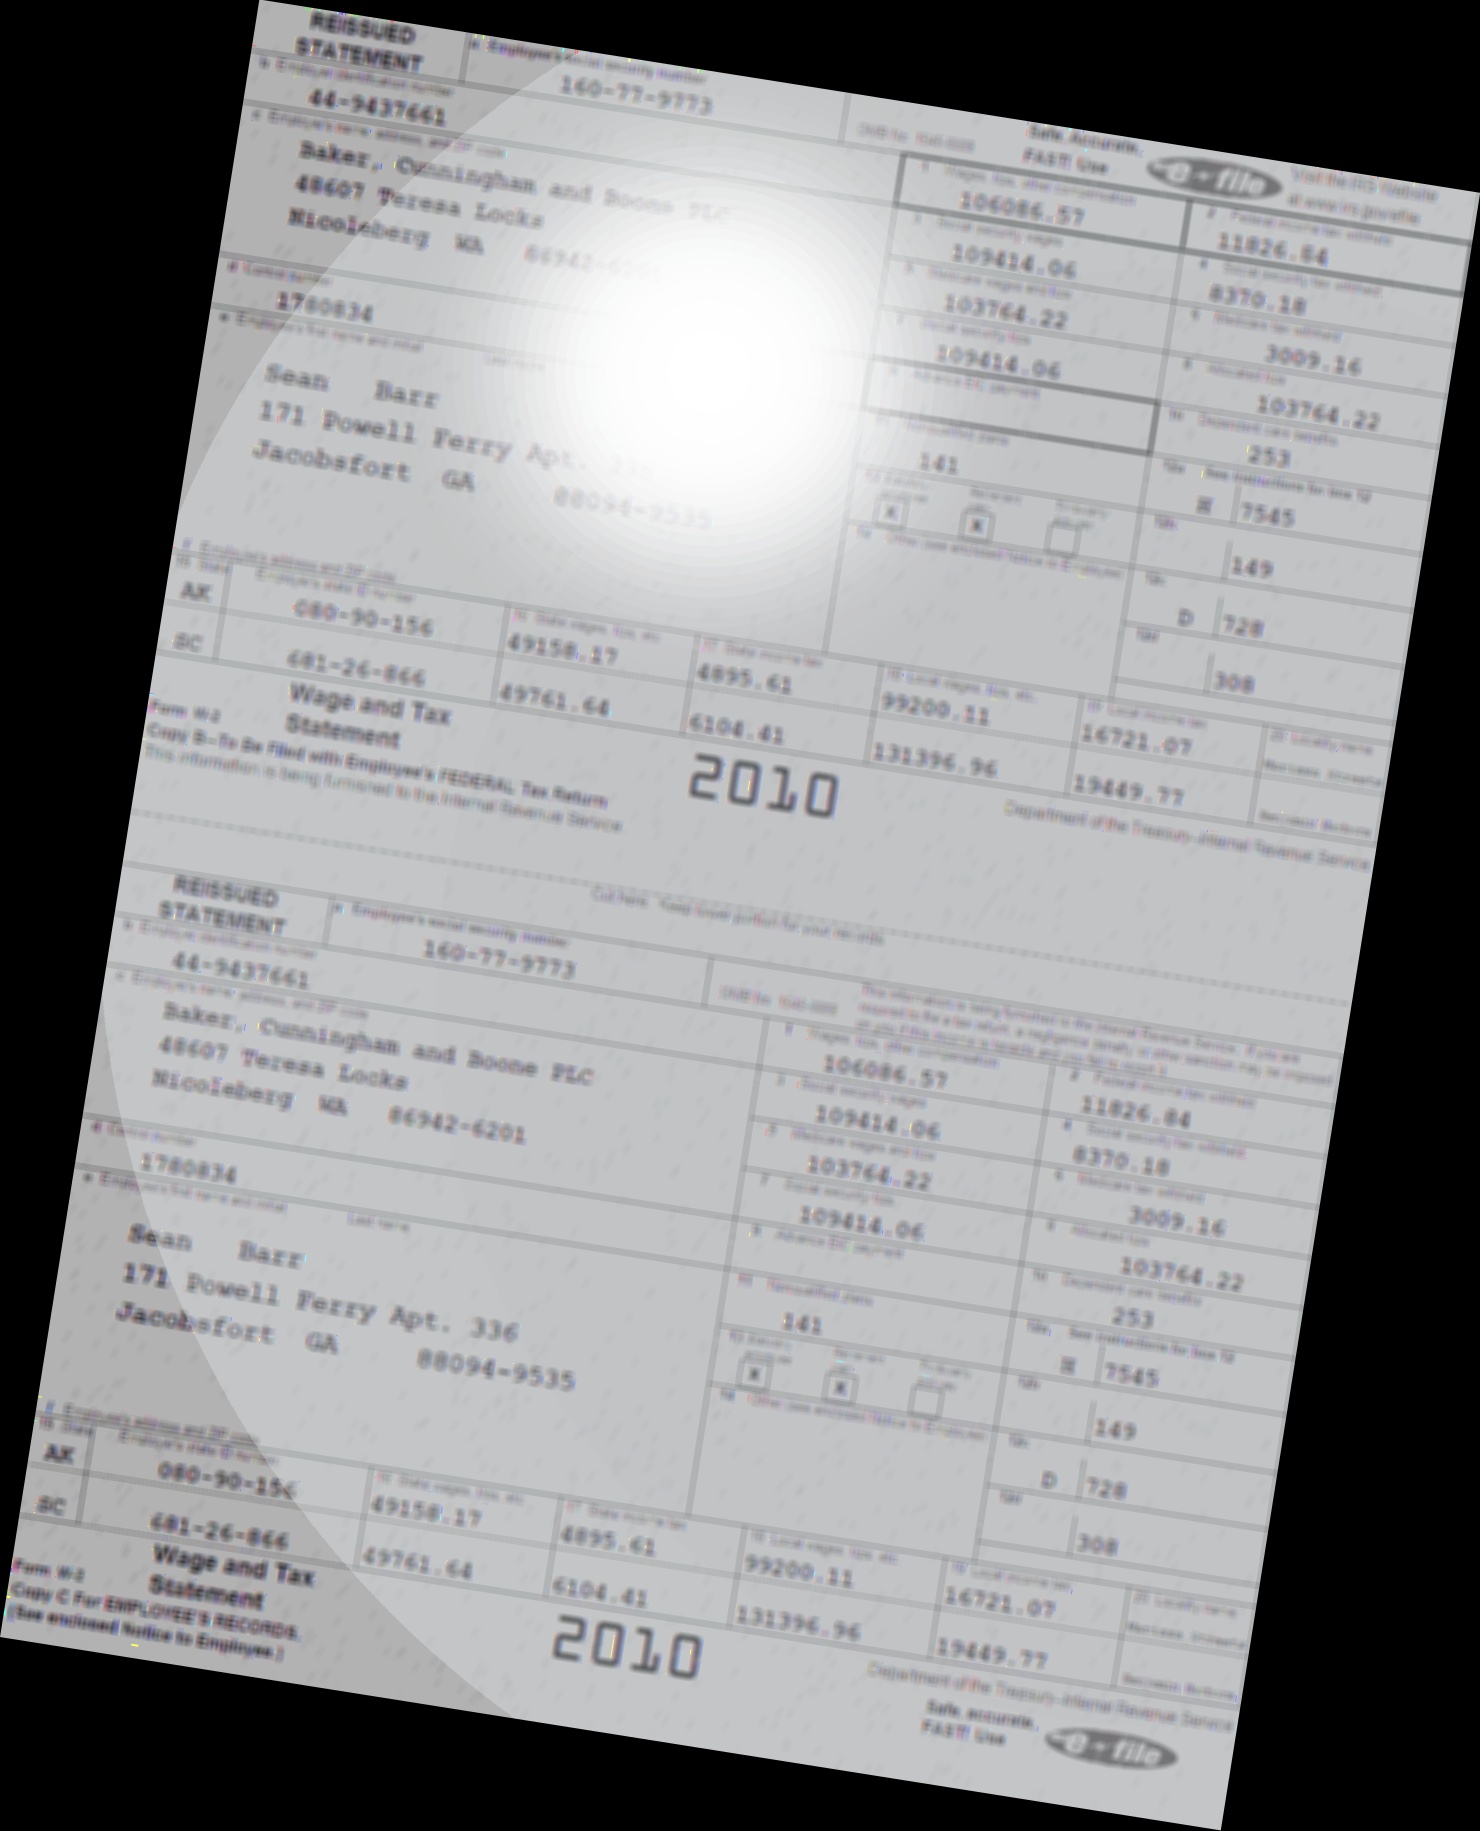 REISSUED
STATEMENT
a Employee's social security number
160-77-9773
OMB No. 1545-0008
Safe, Accurate,
FAST! Use
e-file
Visit the IRS Website
at www.irs.gov/efile
b Employer identification number
44-9437661
c Employer's name, address, and ZIP code
Baker, Cunningham and Boone PLC
48607 Teresa Locks
Nicoleberg WA 86942-6201
1 Wages, tips, other compensation
106086.57
2 Federal income tax withheld
11826.84
3 Social security wages
109414.06
4 Social security tax withheld
8370.18
5 Medicare wages and tips
103764.22
6 Medicare tax withheld
3009.16
d Control number
1780834
7 Social security tips
109414.06
8 Allocated tips
103764.22
e Employee's first name and initial Last name
Sean Barr
171 Powell Ferry Apt.
Jacobsfort GA 88094-9535
9 Advance EIC payment
10 Dependent care benefits
253
11 Nonqualified plans
141
12a See instructions for box 12
H 7545
X
X
12b
149
14 Other (see enclosed Notice to Employee)
12c
D 728
12d
308
f Employee's address and ZIP code
15 State Employer's state ID number
16 State wages, tips, etc.
17 State income tax
18 Local wages, tips, etc.
19 Local income tax
20 Locality name
AK 080-90-156 49158.17 4895.61 99200.11 16721.07
SC 681-26-866 49761.64 6104.41 131396.96 19449.77
Form W-2
Wage and Tax
Statement
2010
Copy B-To Be Filed with Employee's FEDERAL Tax Return
This information is being furnished to the Internal Revenue Service
Department of the Treasury-Internal Revenue Service
Cut here. Keep lower portion for your records
REISSUED
STATEMENT
a Employee's social security number
160-77-9773
OMB No. 1545-0008
This information is being furnished to the Internal Revenue Service. If you are
required to file a tax return, a negligence penalty or other sanction may be imposed
on you if this income is taxable and you fail to report it.
b Employer identification number
44-9437661
c Employer's name, address, and ZIP code
Baker, Cunningham and Boone PLC
48607 Teresa Locks
Nicoleberg WA 86942-6201
1 Wages, tips, other compensation
106086.57
2 Federal income tax withheld
11826.84
3 Social security wages
109414.06
4 Social security tax withheld
8370.18
5 Medicare wages and tips
103764.22
6 Medicare tax withheld
3009.16
d Control number
1780834
7 Social security tips
109414.06
8 Allocated tips
103764.22
e Employee's first name and initial Last name
Sean Barr
171 Powell Ferry Apt. 336
Jacobsfort GA 88094-9535
9 Advance EIC payment
10 Dependent care benefits
253
11 Nonqualified plans
141
12a See instructions for box 12
H 7545
X
X
12b
149
14 Other (see enclosed Notice to Employee)
12c
D 728
12d
308
f Employee's address and ZIP code
15 State Employer's state ID number
16 State wages, tips, etc.
17 State income tax
18 Local wages, tips, etc.
19 Local income tax
20 Locality name
AK 080-90-156 49158.17 4895.61 99200.11 16721.07
SC 681-26-866 49761.64 6104.41 131396.96 19449.77
Form W-2
Wage and Tax
Statement
2010
Copy C For EMPLOYEE'S RECORDS.
(See enclosed Notice to Employee.)
Department of the Treasury-Internal Revenue Service
Safe, accurate,
FAST! Use
e-file